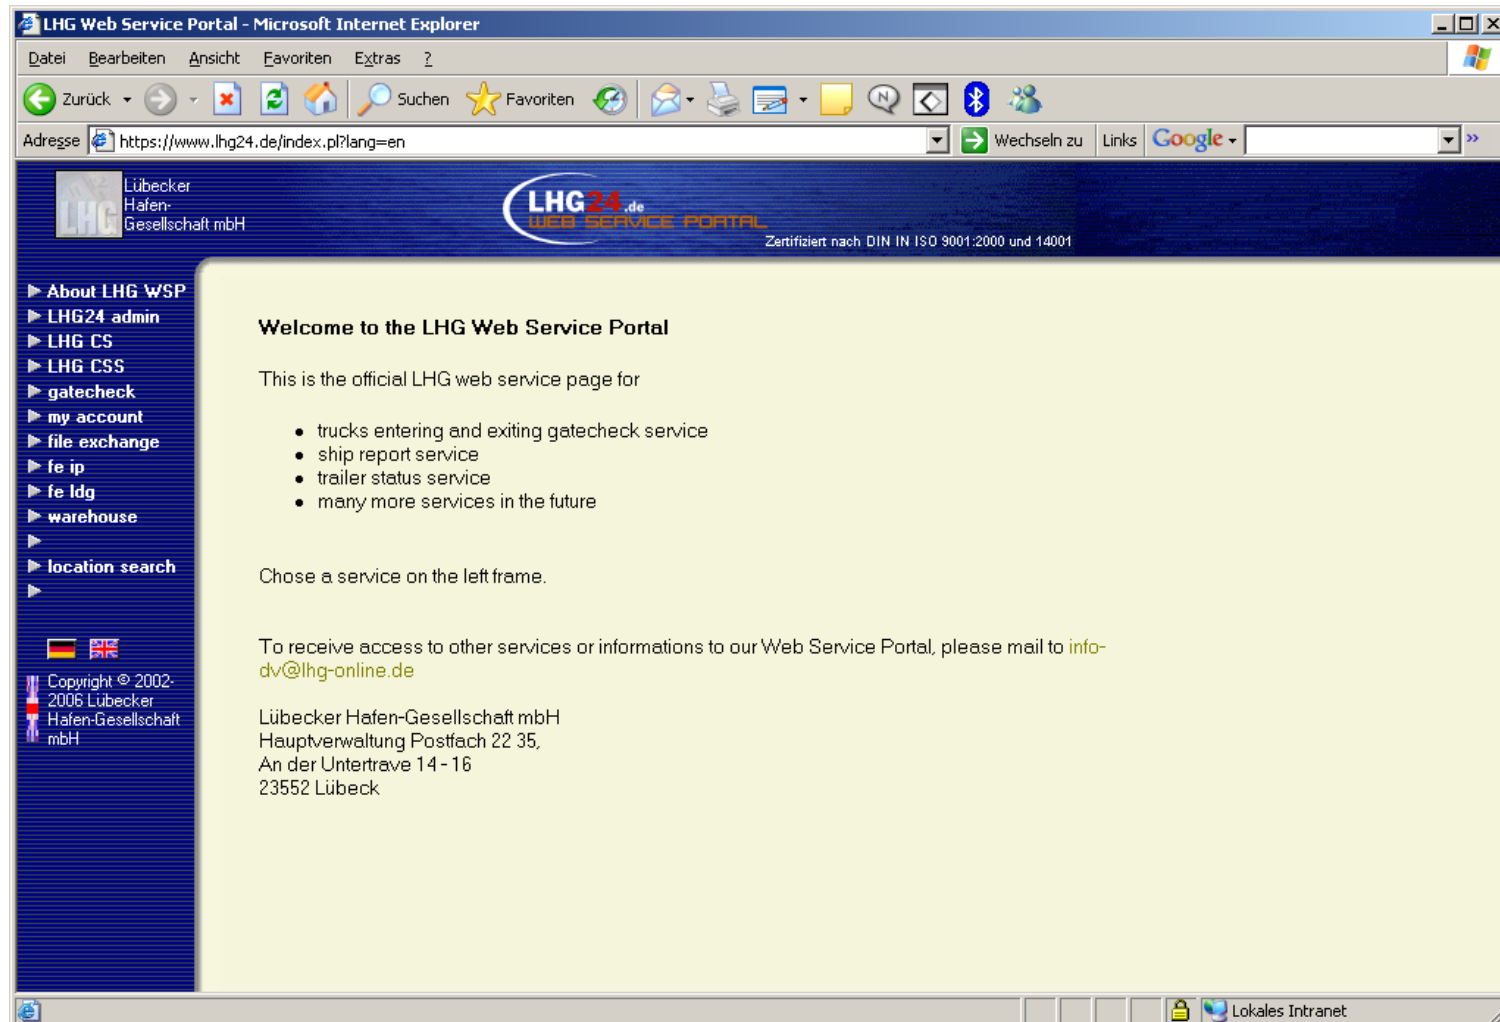 LHG Web Service Portal - Microsoft Internet Explorer
Datei Bearbeiten Ansicht Favoriten Extras ?
Zurück Suchen Favoriten N
Adresse https://www.lhg24.de/index.pl?lang=en Wechseln zu Links Google
LHG
Lübecker
Hafen-
Gesellschaft mbH
LHG24.de
WEB SERVICE PORTAL
Zertifiziert nach DIN IN ISO 9001:2000 und 14001
About LHG WSP
LHG24 admin
LHG CS
LHG CSS
gatecheck
my account
file exchange
fe ip
fe ldg
warehouse
location search
Copyright © 2002-
2006 Lübecker
Hafen-Gesellschaft
mbH
Welcome to the LHG Web Service Portal
This is the official LHG web service page for
• trucks entering and exiting gatecheck service
• ship report service
• trailer status service
• many more services in the future
Chose a service on the left frame.
To receive access to other services or informations to our Web Service Portal, please mail to info-
dv@lhg-online.de
Lübecker Hafen-Gesellschaft mbH
Hauptverwaltung Postfach 22 35,
An der Untertrave 14 - 16
23552 Lübeck
Lokales Intranet